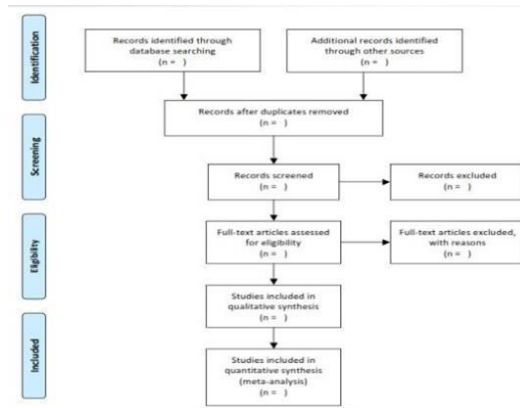 Identification
Records identified through
database searching
(n = )
Additional records identified
through other sources
(n = )
Records after duplicates removed
(n = )
Screening
Records screened
(n = )
Records excluded
(n = )
Eligibility
Full-text articles assessed
for eligibility
(n = )
Full-text articles excluded,
with reasons
(n = )
Studies included in
qualitative synthesis
(n = )
Included
Studies included in
quantitative synthesis
(meta-analysis)
(n = )